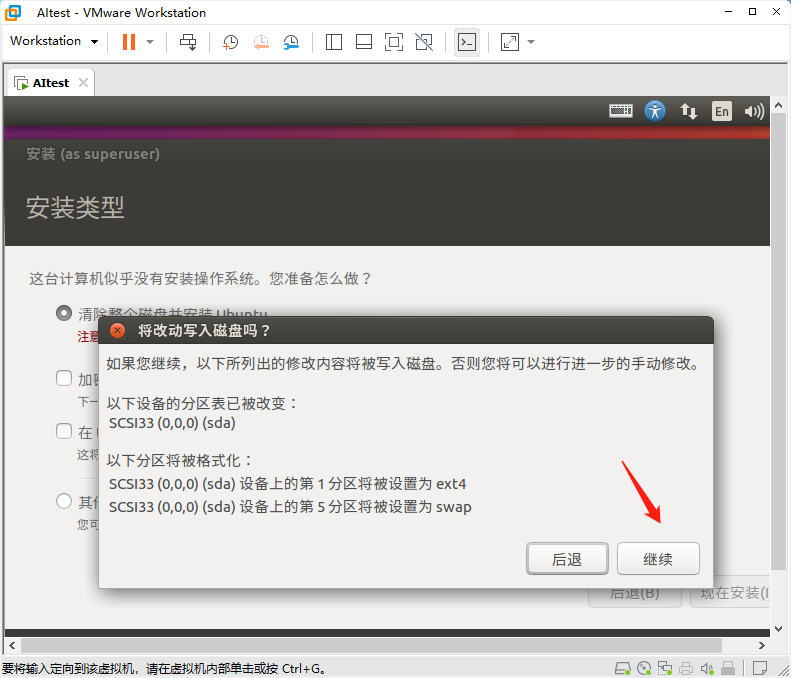 AItest - VMware Workstation
Workstation
AItest
En
安装 (as superuser)
安装类型
这台计算机似乎没有安装操作系统。您准备怎么做？
清除整个磁盘并安装 Ubuntu
注意
将改动写入磁盘吗？
如果您继续，以下所列出的修改内容将被写入磁盘。否则您将可以进行进一步的手动修改。
加密
下一
以下设备的分区表已被改变：
SCSI33 (0,0,0) (sda)
在
这将
以下分区将被格式化：
SCSI33 (0,0,0) (sda) 设备上的第 1 分区将被设置为 ext4
其他
SCSI33 (0,0,0) (sda) 设备上的第 5 分区将被设置为 swap
您可
后退
继续
后退(B)
现在安装(I
要将输入定向到该虚拟机，请在虚拟机内部单击或按 Ctrl+G。